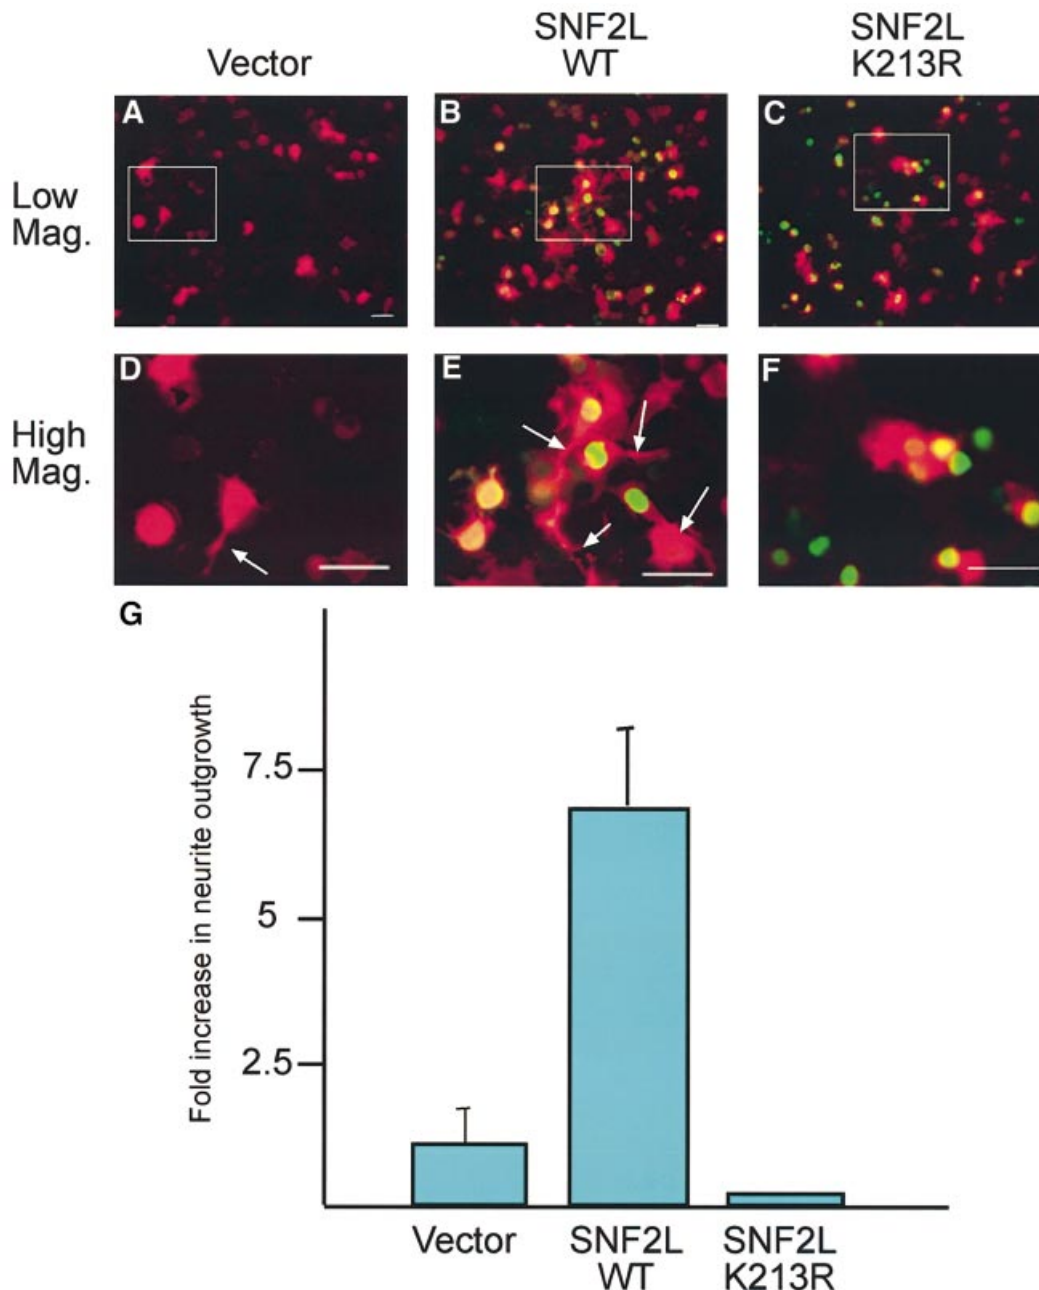 Vector
SNF2L
WT
SNF2L
K213R
Low
Mag.
A
B
C
High
Mag.
D
E
F
G
Fold increase in neurite outgrowth
7.5
5
2.5
Vector
SNF2L
WT
SNF2L
K213R